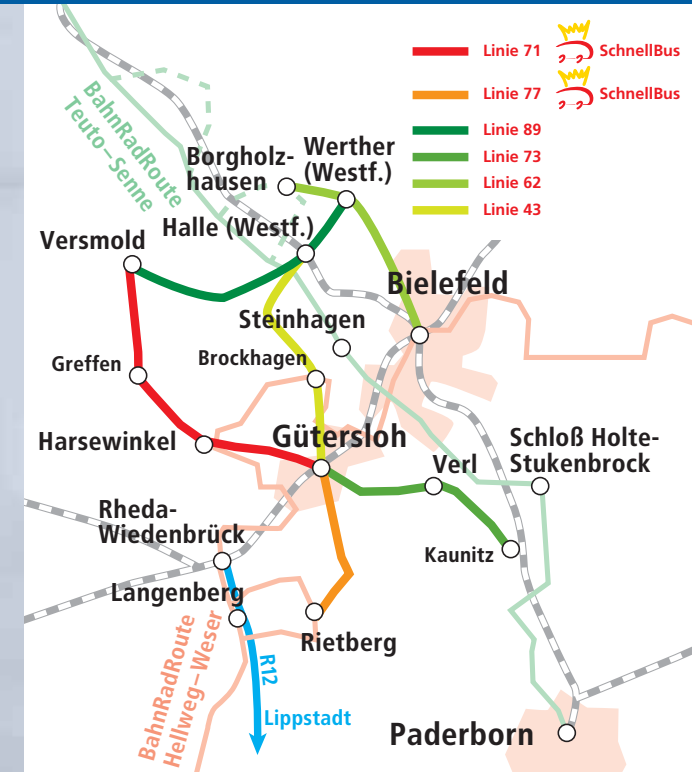 Linie 71 SchnellBus
Linie 77 SchnellBus
Linie 89
Linie 73
Linie 62
Linie 43
BahnRadRoute
Teuto–Senne
Borgholz-
hausen
Werther
(Westf.)
Halle (Westf.)
Versmold
Bielefeld
Steinhagen
Greffen
Brockhagen
Harsewinkel
Gütersloh
Schloß Holte-
Stukenbrock
Verl
Rheda-
Wiedenbrück
Kaunitz
Langenberg
Rietberg
BahnRadRoute
Hellweg–Weser
R12
Lippstadt
Paderborn